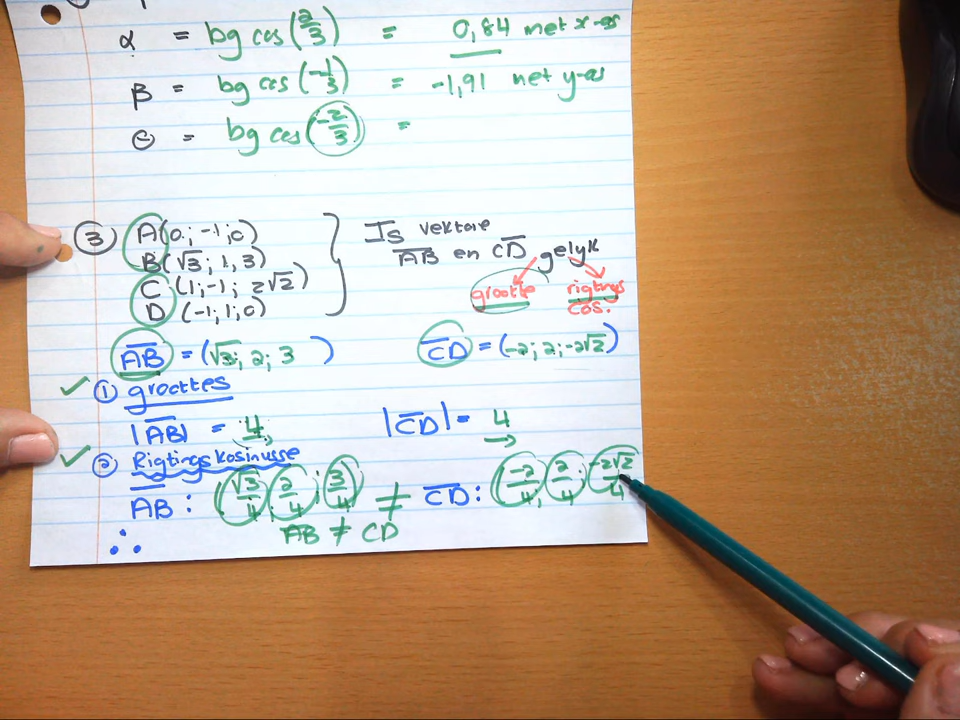 α = bg cos(2/3) = 0,84 met x-as
β = bg cos(-1/3) = -1,91 met y-as
θ = bg cos(-2/3) =
③ A(0; -1; 0)
B(√3; 1, 3)
C (1; -1; 2√2)
D (-1; 1; 0)
Is vektore
AB en CD gelyk
grootte rigtings
cos.
AB = (√3; 2; 3 ) CD = (-2; 2; -2√2)
✓ ① groottes
|AB| = 4 |CD| = 4
✓ ② Rigtingskosinusse
AB : (√3/4, 2/4; 3/4) ≠ CD : (-2/4; 2/4; -2√2/4
∴ AB ≠ CD